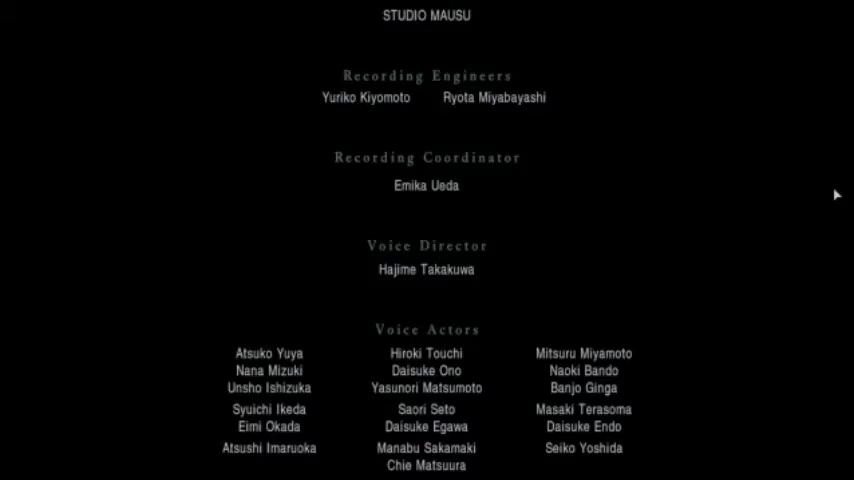 STUDIO MAUSU
Recording Engineers
Yuriko Kiyomoto Ryota Miyabayashi
Recording Coordinator
Emika Ueda
Voice Director
Hajime Takakuwa
Voice Actors
Atsuko Yuya Hiroki Touchi Mitsuru Miyamoto
Nana Mizuki Daisuke Ono Naoki Bando
Unsho Ishizuka Yasunori Matsumoto Banjo Ginga
Syuichi Ikeda Saori Seto Masaki Terasoma
Eimi Okada Daisuke Egawa Daisuke Endo
Atsushi Imaruoka Manabu Sakamaki Seiko Yoshida
Chie Matsuura